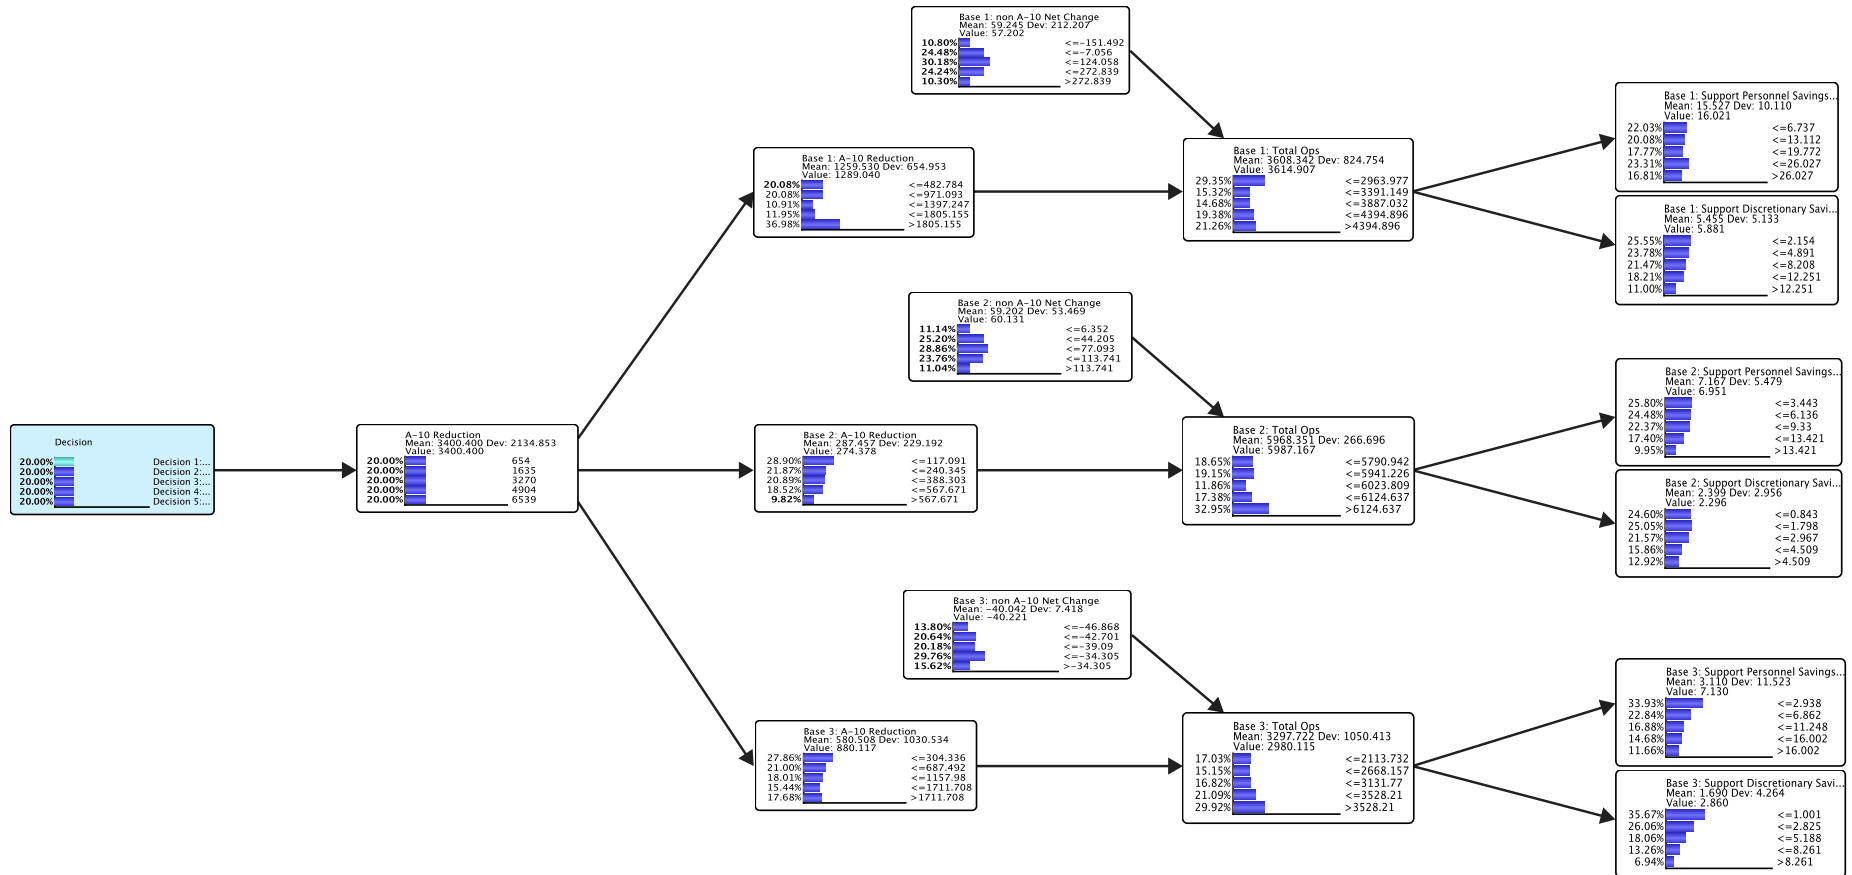 Decision
20.00% Decision 1:...
20.00% Decision 2:...
20.00% Decision 3:...
20.00% Decision 4:...
20.00% Decision 5:...
A-10 Reduction
Mean: 3400.400 Dev: 2134.853
Value: 3400.400
20.00% 654
20.00% 1635
20.00% 3270
20.00% 4904
20.00% 6539
Base 1: A-10 Reduction
Mean: 1259.530 Dev: 654.953
Value: 1289.040
20.08% <=482.784
20.08% <=971.093
10.91% <=1397.247
11.95% <=1805.155
36.98% >1805.155
Base 2: A-10 Reduction
Mean: 287.457 Dev: 229.192
Value: 274.378
28.90% <=117.091
21.87% <=240.345
20.89% <=388.303
18.52% <=567.671
9.82% >567.671
Base 3: A-10 Reduction
Mean: 580.508 Dev: 1030.534
Value: 880.117
27.86% <=304.336
21.00% <=687.492
18.01% <=1157.98
15.44% <=1711.708
17.68% >1711.708
Base 1: non A-10 Net Change
Mean: 59.245 Dev: 212.207
Value: 57.202
10.80% <=-151.492
24.48% <=-7.056
30.18% <=124.058
24.24% <=272.839
10.30% >272.839
Base 2: non A-10 Net Change
Mean: 59.202 Dev: 53.469
Value: 60.131
11.14% <=6.352
25.20% <=44.205
28.86% <=77.093
23.76% <=113.741
11.04% >113.741
Base 3: non A-10 Net Change
Mean: -40.042 Dev: 7.418
Value: -40.221
13.80% <=-46.868
20.64% <=-42.701
20.18% <=-39.09
29.76% <=-34.305
15.62% >-34.305
Base 1: Total Ops
Mean: 3608.342 Dev: 824.754
Value: 3614.907
29.35% <=2963.977
15.32% <=3391.149
14.68% <=3887.032
19.38% <=4394.896
21.26% >4394.896
Base 2: Total Ops
Mean: 5968.351 Dev: 266.696
Value: 5987.167
18.65% <=5790.942
19.15% <=5941.226
11.86% <=6023.809
17.38% <=6124.637
32.95% >6124.637
Base 3: Total Ops
Mean: 3297.722 Dev: 1050.413
Value: 2980.115
17.03% <=2113.732
15.15% <=2668.157
16.82% <=3131.77
21.09% <=3528.21
29.92% >3528.21
Base 1: Support Personnel Savings...
Mean: 15.527 Dev: 10.110
Value: 16.021
22.03% <=6.737
20.08% <=13.112
17.77% <=19.772
23.31% <=26.027
16.81% >26.027
Base 1: Support Discretionary Savi...
Mean: 5.455 Dev: 5.133
Value: 5.881
25.55% <=2.154
23.78% <=4.891
21.47% <=8.208
18.21% <=12.251
11.00% >12.251
Base 2: Support Personnel Savings...
Mean: 7.167 Dev: 5.479
Value: 6.951
25.80% <=3.443
24.48% <=6.136
22.37% <=9.33
17.40% <=13.421
9.95% >13.421
Base 2: Support Discretionary Savi...
Mean: 2.399 Dev: 2.956
Value: 2.296
24.60% <=0.843
25.05% <=1.798
21.57% <=2.967
15.86% <=4.509
12.92% >4.509
Base 3: Support Personnel Savings...
Mean: 3.110 Dev: 11.523
Value: 7.130
33.93% <=2.938
22.84% <=6.862
16.88% <=11.248
14.68% <=16.002
11.66% >16.002
Base 3: Support Discretionary Savi...
Mean: 1.690 Dev: 4.264
Value: 2.860
35.67% <=1.001
26.06% <=2.825
18.06% <=5.188
13.26% <=8.261
6.94% >8.261